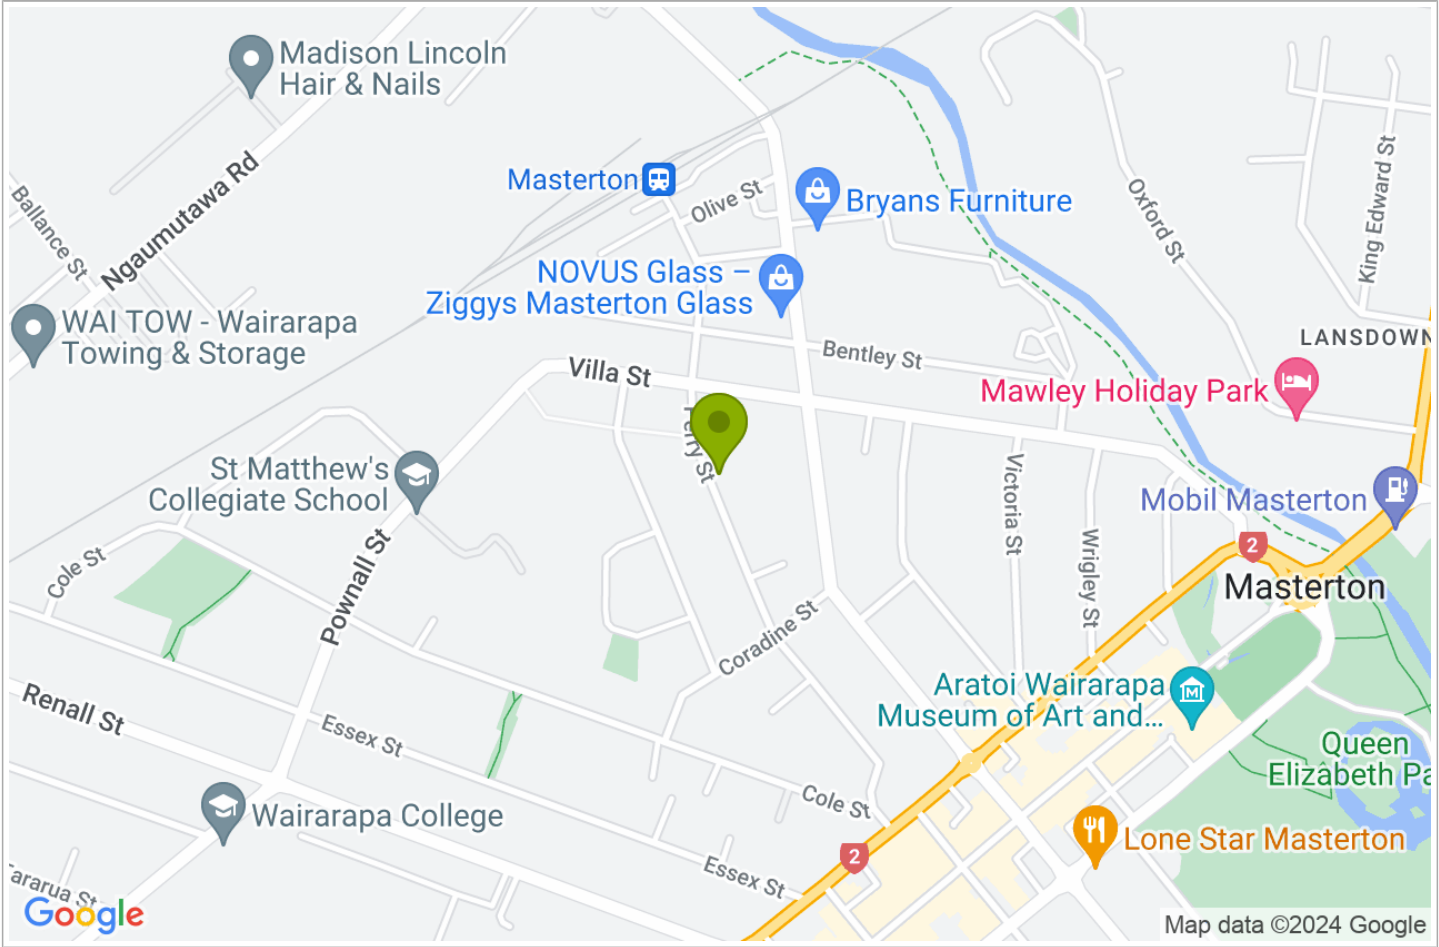 Madison Lincoln
Hair & Nails
Ngaumutawa Rd
Ballance St
Masterton
Olive St
Bryans Furniture
Oxford St
King Edward St
NOVUS Glass –
Ziggys Masterton Glass
WAI TOW - Wairarapa
Towing & Storage
LANSDOWN
Bentley St
Villa St
Mawley Holiday Park
Perry St
St Matthew's
Collegiate School
Victoria St
Mobil Masterton
Wrigley St
2
Masterton
Cole St
Pownall St
Coradine St
Aratoi Wairarapa
Museum of Art and...
Renall St
Essex St
Queen
Elizabeth Pa
Cole St
Wairarapa College
Lone Star Masterton
2
Essex St
ararua St
Google
Map data ©2024 Google